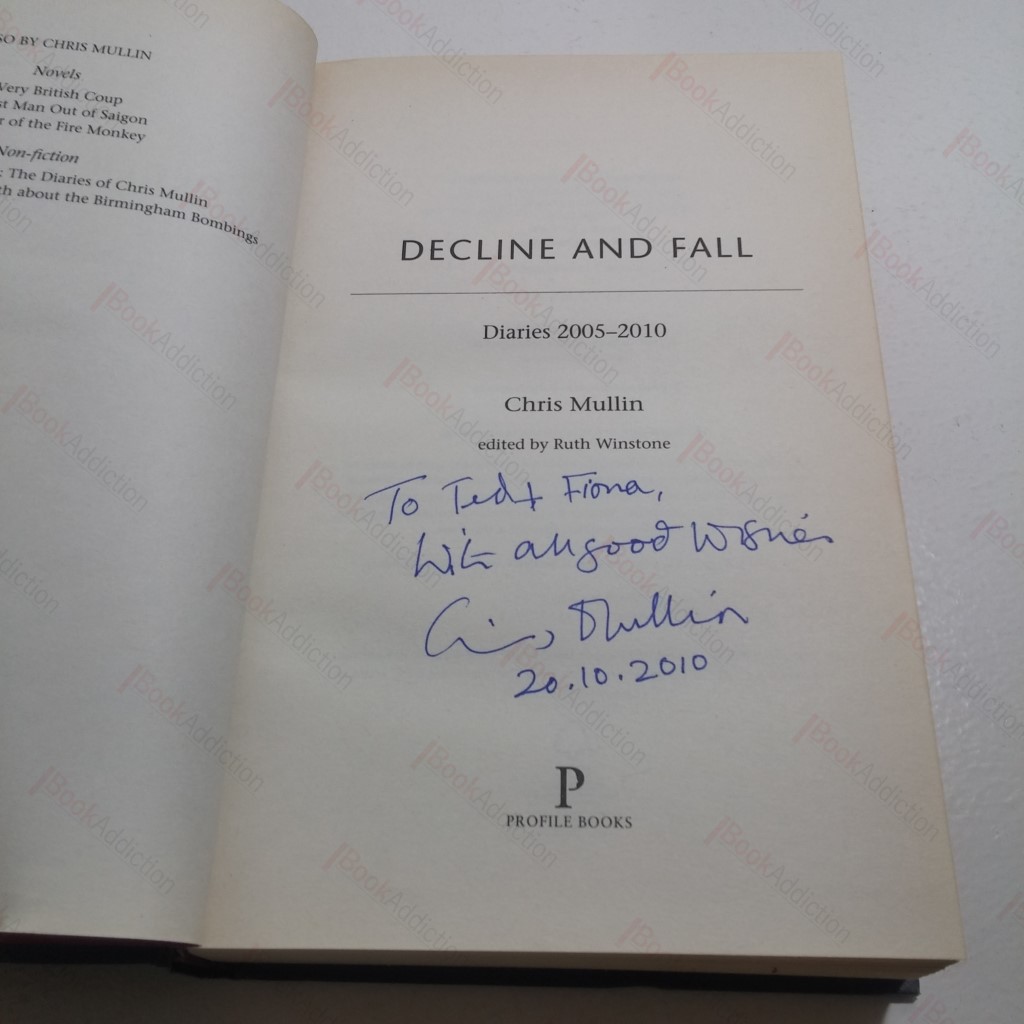 SO BY CHRIS MULLIN
Novels
Very British Coup
st Man Out of Saigon
r of the Fire Monkey
Non-fiction
: The Diaries of Chris Mullin
th about the Birmingham Bombings
DECLINE AND FALL
Diaries 2005–2010
Chris Mullin
edited by Ruth Winstone
To Ted + Fiona,
With all good wishes
Chris Mullin
20.10.2010
P
PROFILE BOOKS
BookAddiction